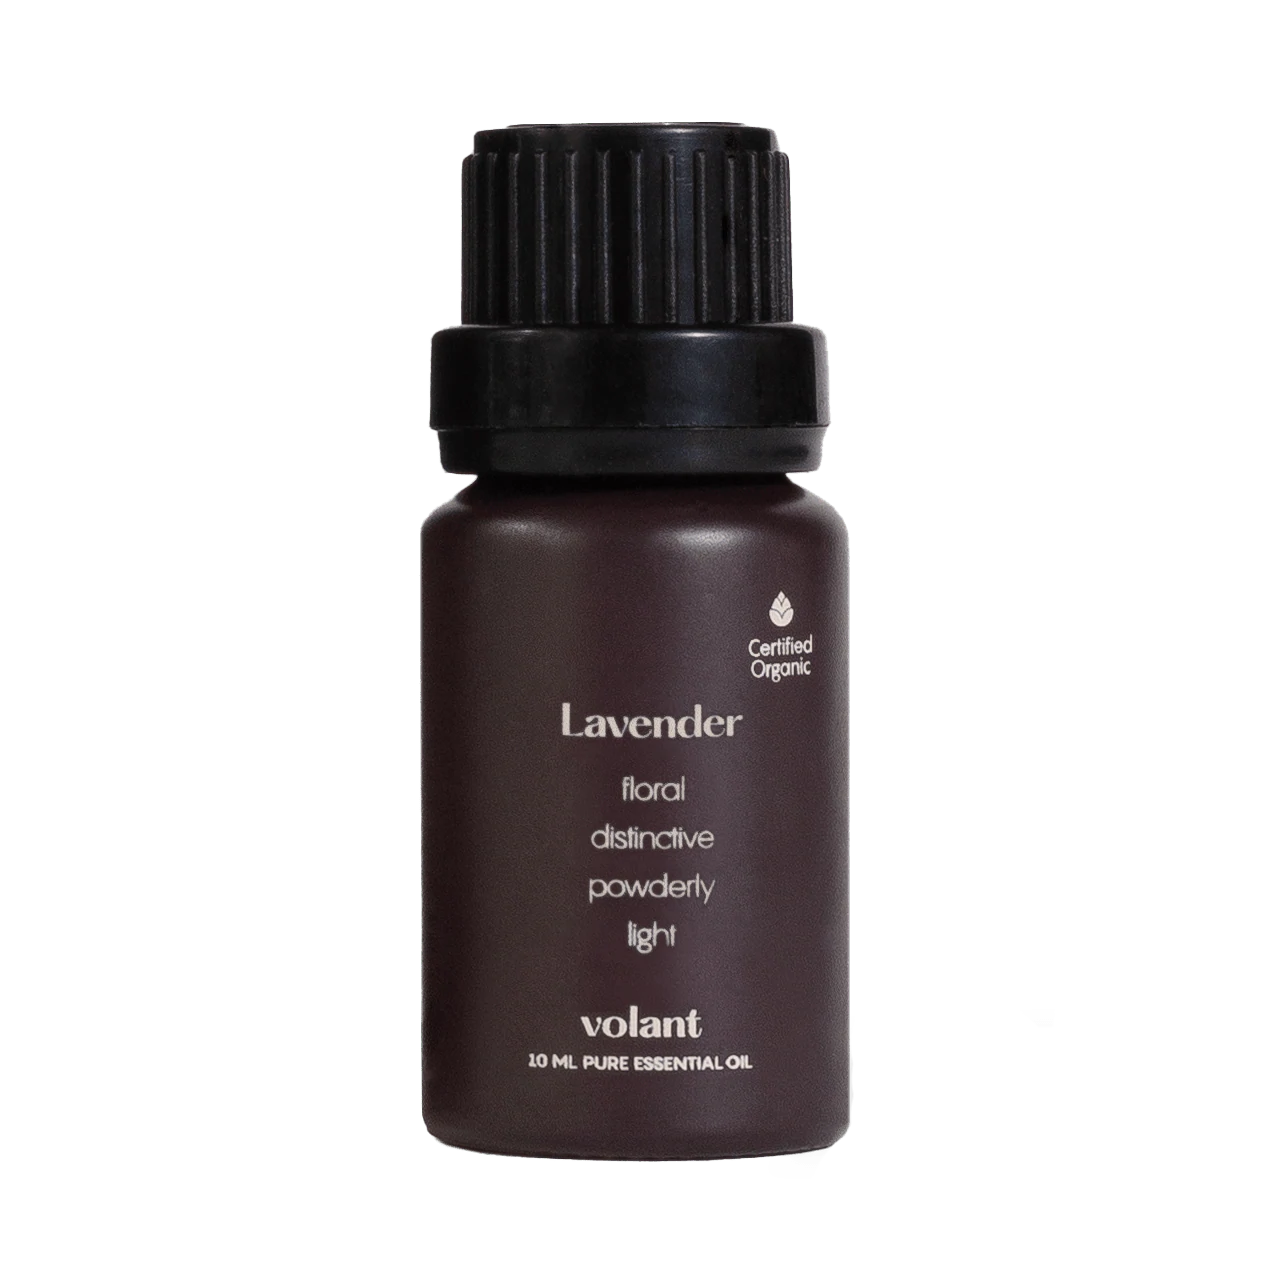 Certified
Organic
Lavender
floral
distinctive
powderly
light
volant
10 ML PURE ESSENTIAL OIL